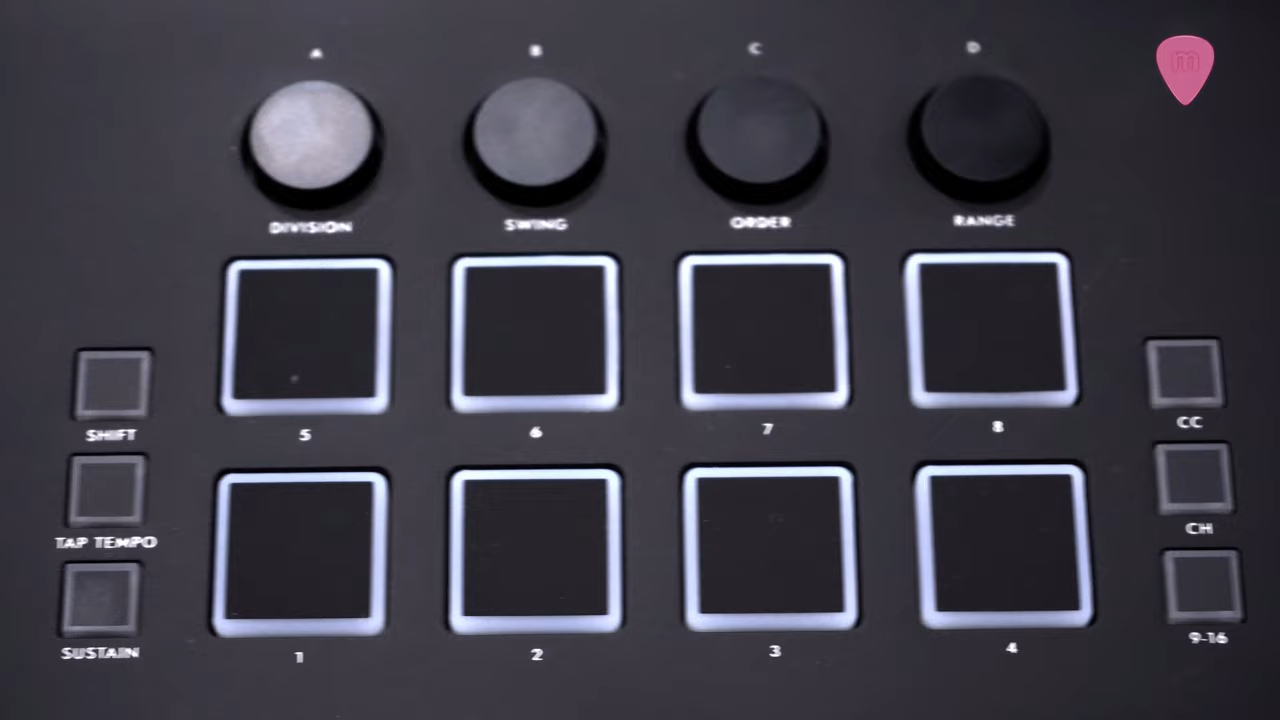 A B C D
DIVISION SWING ORDER RANGE
5 6 7 8
SHIFT
CC
TAP TEMPO
CH
SUSTAIN
1 2 3 4
9-16
m